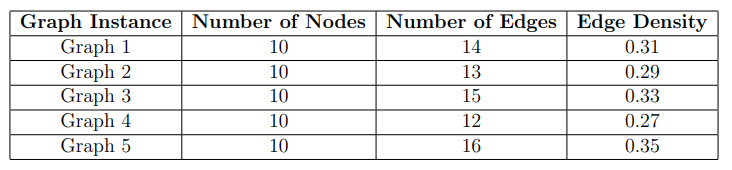 Graph Instance Number of Nodes Number of Edges Edge Density
Graph 1 10 14 0.31
Graph 2 10 13 0.29
Graph 3 10 15 0.33
Graph 4 10 12 0.27
Graph 5 10 16 0.35